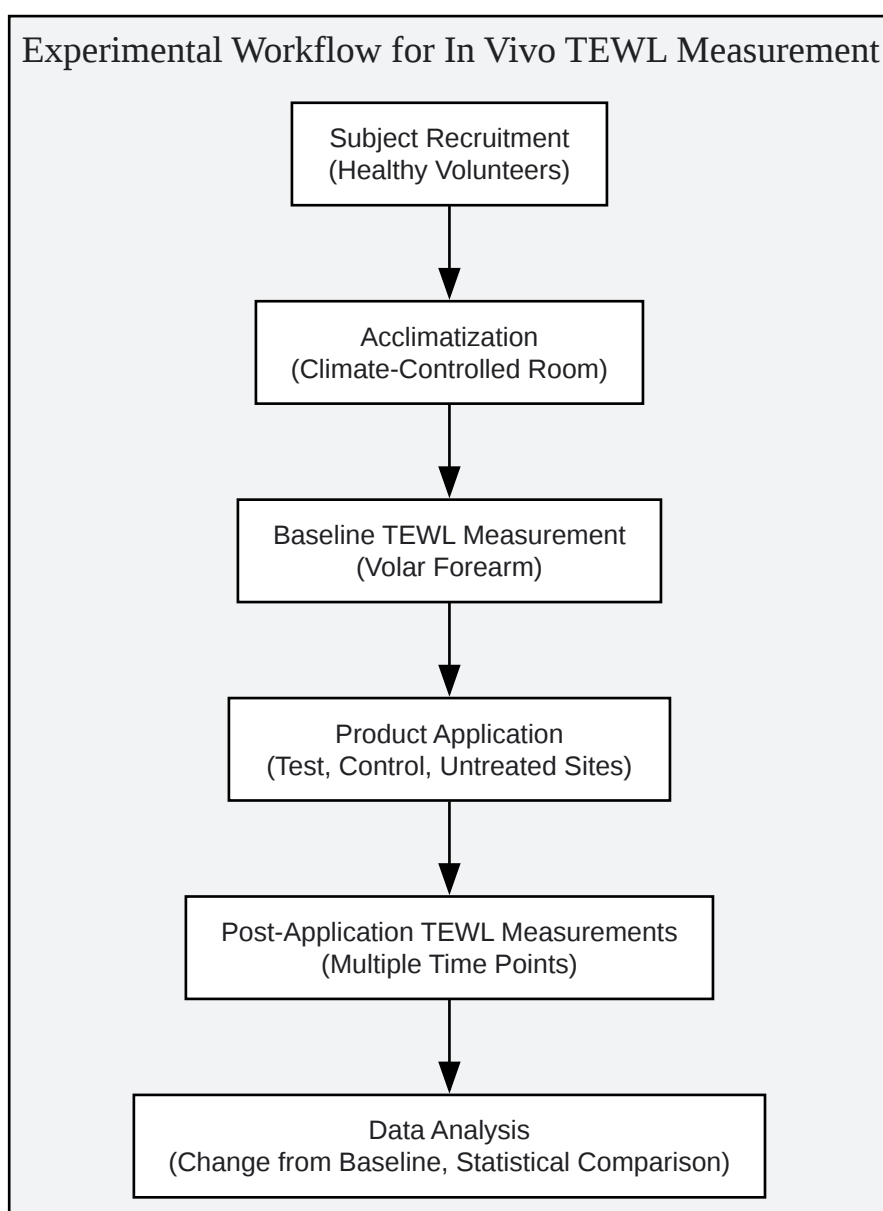 Experimental Workflow for In Vivo TEWL Measurement
Subject Recruitment
(Healthy Volunteers)
Acclimatization
(Climate-Controlled Room)
Baseline TEWL Measurement
(Volar Forearm)
Product Application
(Test, Control, Untreated Sites)
Post-Application TEWL Measurements
(Multiple Time Points)
Data Analysis
(Change from Baseline, Statistical Comparison)